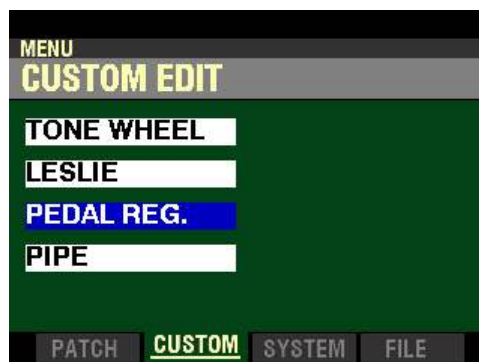 MENU
CUSTOM EDIT
TONE WHEEL
LESLIE
PEDAL REG.
PIPE
PATCH CUSTOM SYSTEM FILE